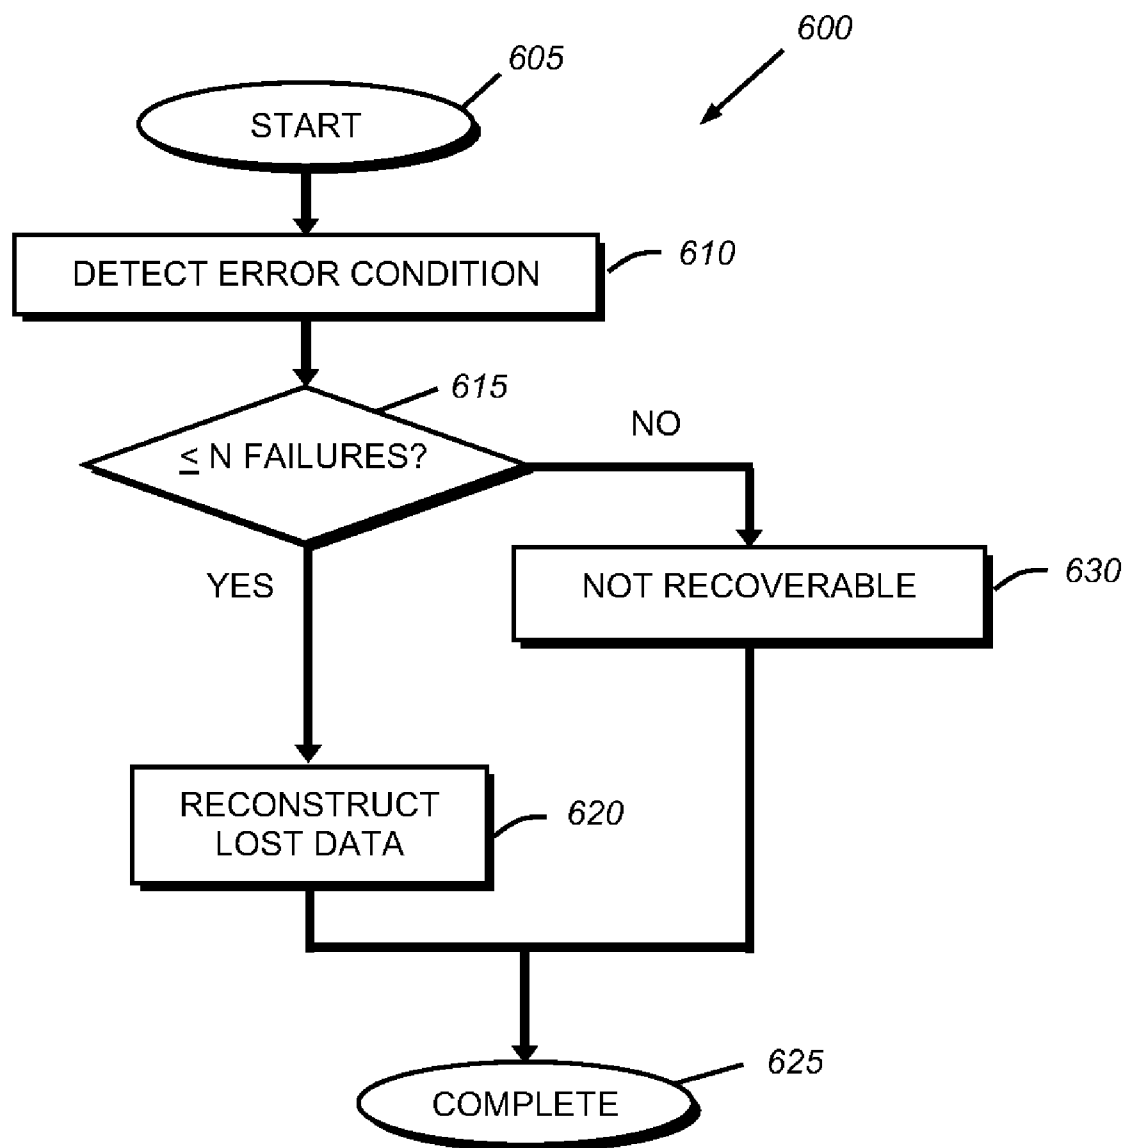 600
605
START
DETECT ERROR CONDITION
610
615
≤ N FAILURES?
NO
YES
NOT RECOVERABLE
630
RECONSTRUCT
LOST DATA
620
625
COMPLETE